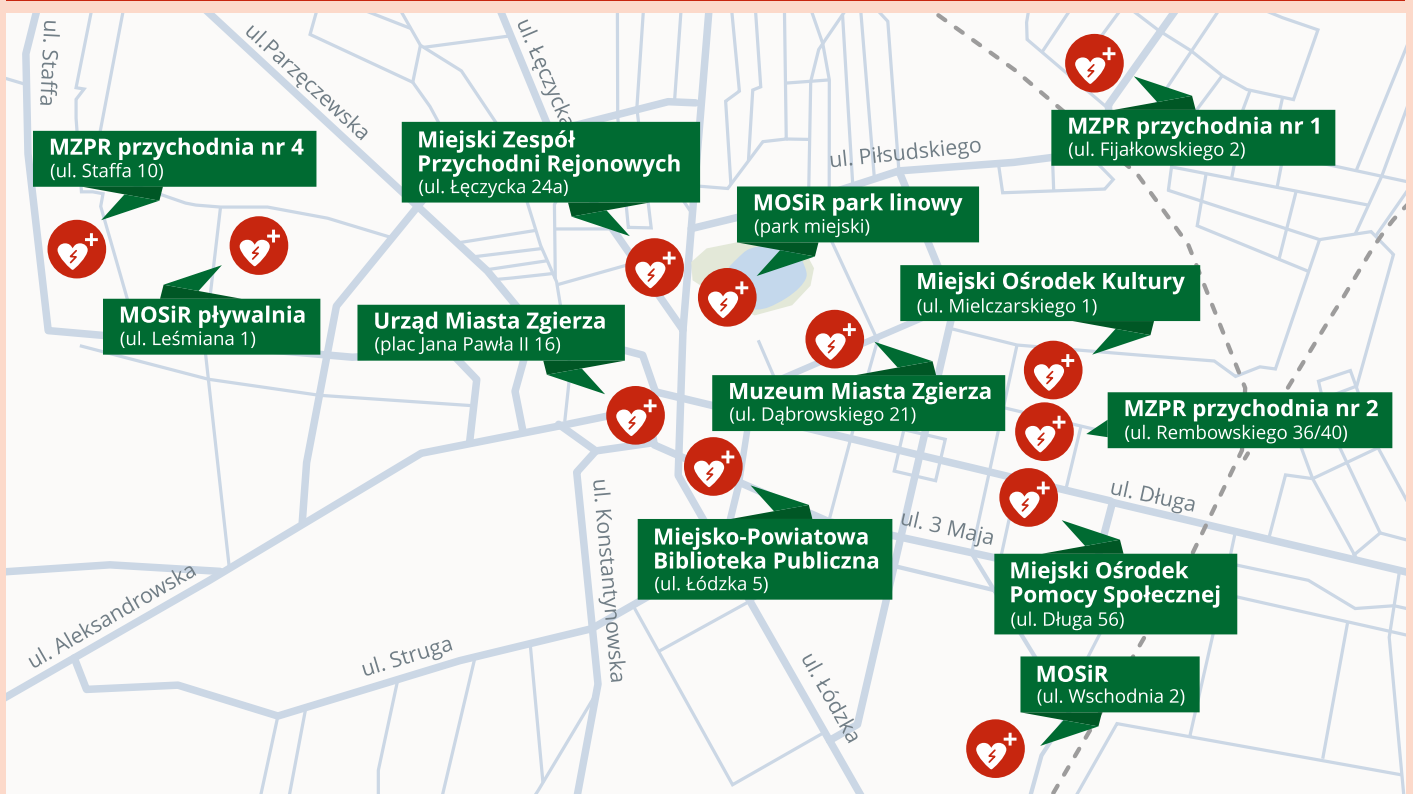 ul. Staffa
ul.Parzęczewska
ul. Łęczycka
MZPR przychodnia nr 4
(ul. Staffa 10)
Miejski Zespół
Przychodni Rejonowych
(ul. Łęczycka 24a)
ul. Piłsudskiego
MZPR przychodnia nr 1
(ul. Fijałkowskiego 2)
MOSiR park linowy
(park miejski)
MOSiR pływalnia
(ul. Leśmiana 1)
Urząd Miasta Zgierza
(plac Jana Pawła II 16)
Miejski Ośrodek Kultury
(ul. Mielczarskiego 1)
Muzeum Miasta Zgierza
(ul. Dąbrowskiego 21)
MZPR przychodnia nr 2
(ul. Rembowskiego 36/40)
ul. Długa
ul. 3 Maja
ul. Konstantynowska
Miejsko-Powiatowa
Biblioteka Publiczna
(ul. Łódzka 5)
Miejski Ośrodek
Pomocy Społecznej
(ul. Długa 56)
ul. Aleksandrowska
ul. Struga
ul. Łódzka
MOSiR
(ul. Wschodnia 2)